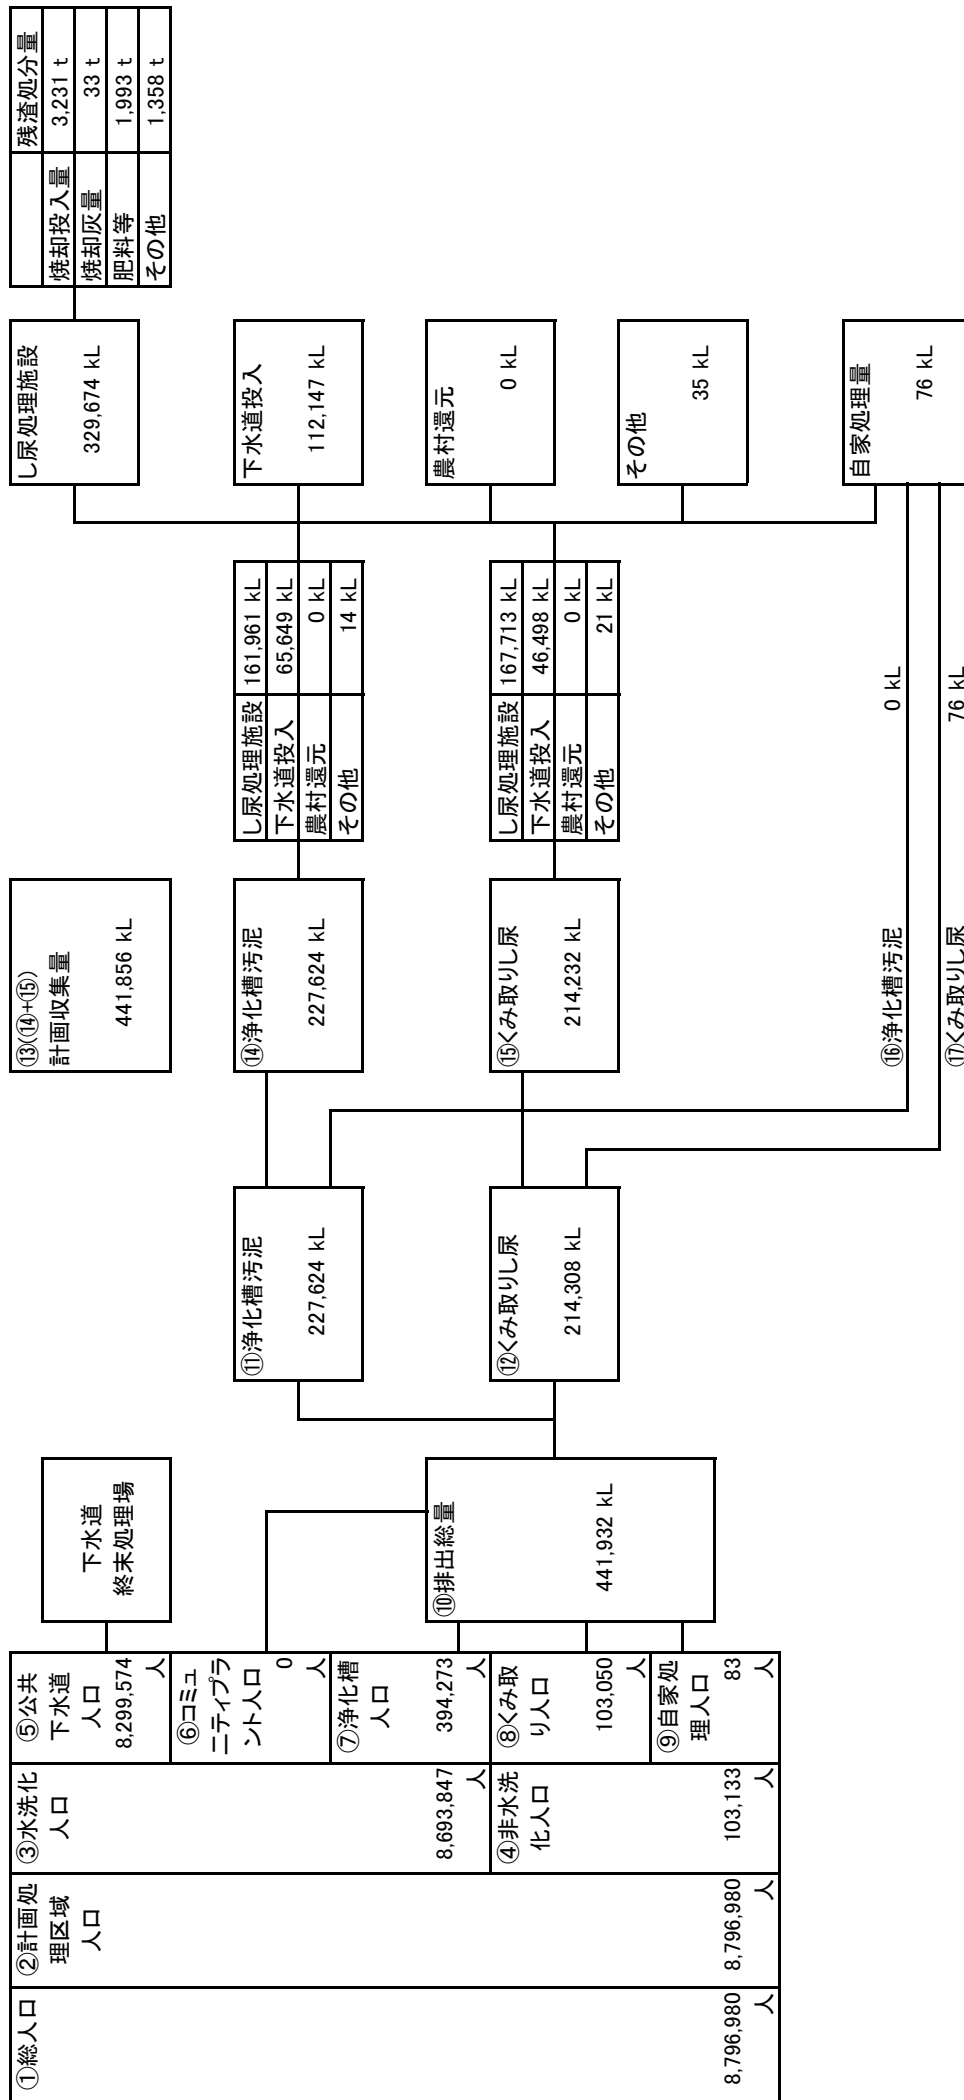 ①総人口
8,796,980
人
②計画処
理区域
人口
8,796,980
人
③水洗化
人口
8,693,847
人
④非水洗
化人口
103,133
人
⑤公共
下水道
人口
8,299,574
人
⑥コミュ
ニティプラ
ント人口
0
人
⑦浄化槽
人口
394,273
人
⑧くみ取
り人口
103,050
人
⑨自家処
理人口
83
人
下水道
終末処理場
⑩排出総量
441,932 kL
⑪浄化槽汚泥
227,624 kL
⑫くみ取りし尿
214,308 kL
⑬(⑭+⑮)
計画収集量
441,856 kL
⑭浄化槽汚泥
227,624 kL
⑮くみ取りし尿
214,232 kL
⑯浄化槽汚泥 0 kL
⑰くみ取りし尿 76 kL
し尿処理施設 161,961 kL
下水道投入 65,649 kL
農村還元 0 kL
その他 14 kL
し尿処理施設 167,713 kL
下水道投入 46,498 kL
農村還元 0 kL
その他 21 kL
し尿処理施設
329,674 kL
下水道投入
112,147 kL
農村還元
0 kL
その他
35 kL
自家処理量
76 kL
残渣処分量
焼却投入量 3,231 t
焼却灰量 33 t
肥料等 1,993 t
その他 1,358 t